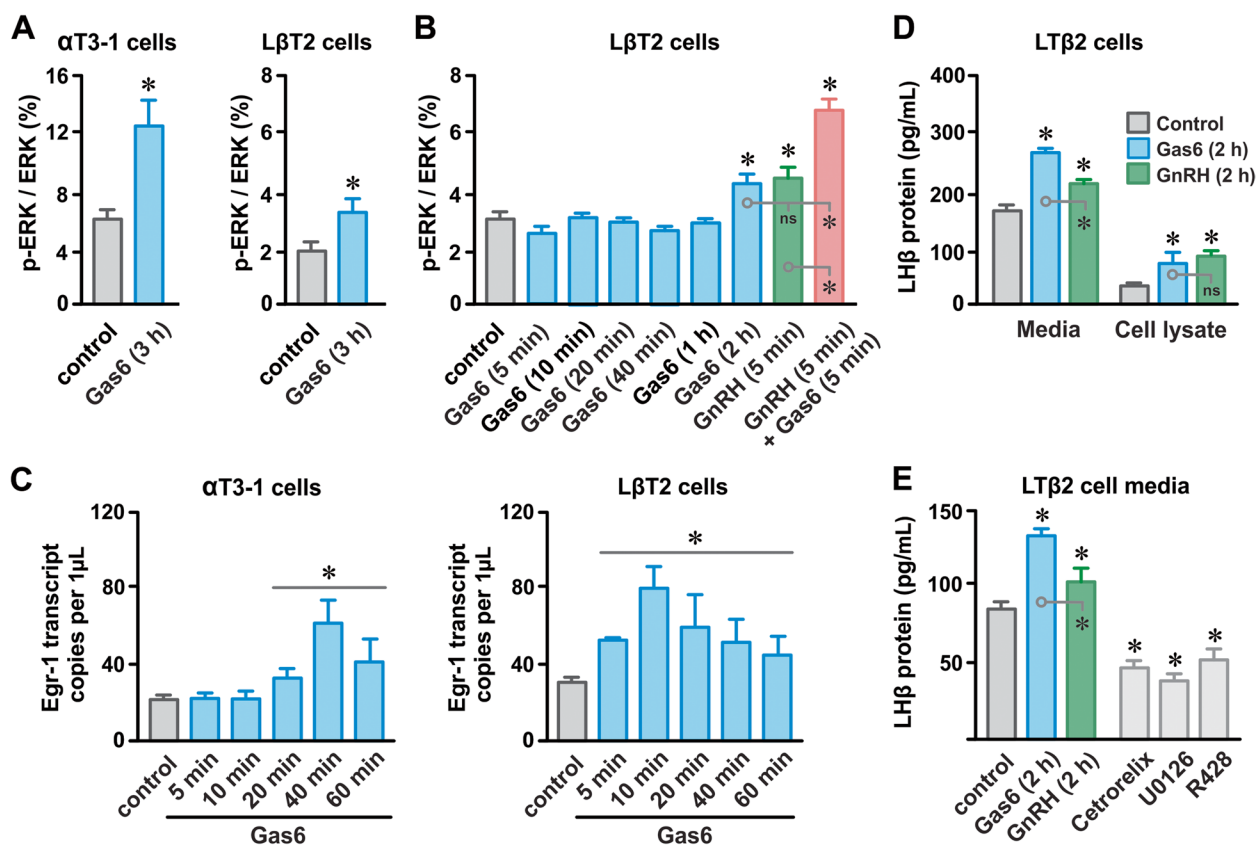 A
αT3-1 cells
p-ERK / ERK (%)
16
12
8
4
0
*
control
Gas6 (3 h)
LβT2 cells
p-ERK / ERK (%)
8
6
4
2
0
*
control
Gas6 (3 h)
B
LβT2 cells
p-ERK / ERK (%)
8
6
4
2
0
*
*
*
ns
*
*
control
Gas6 (5 min)
Gas6 (10 min)
Gas6 (20 min)
Gas6 (40 min)
Gas6 (1 h)
Gas6 (2 h)
GnRH (5 min)
GnRH (5 min)
+ Gas6 (5 min)
D
LTβ2 cells
LHβ protein (pg/mL)
400
300
200
100
0
Control
Gas6 (2 h)
GnRH (2 h)
*
*
*
*
*
ns
Media
Cell lysate
C
αT3-1 cells
Egr-1 transcript
copies per 1µL
120
80
40
0
*
control
5 min
10 min
20 min
40 min
60 min
Gas6
LβT2 cells
Egr-1 transcript
copies per 1µL
120
80
40
0
*
control
5 min
10 min
20 min
40 min
60 min
Gas6
E
LTβ2 cell media
LHβ protein (pg/mL)
150
100
50
*
*
*
*
*
*
control
Gas6 (2 h)
GnRH (2 h)
Cetrorelix
U0126
R428